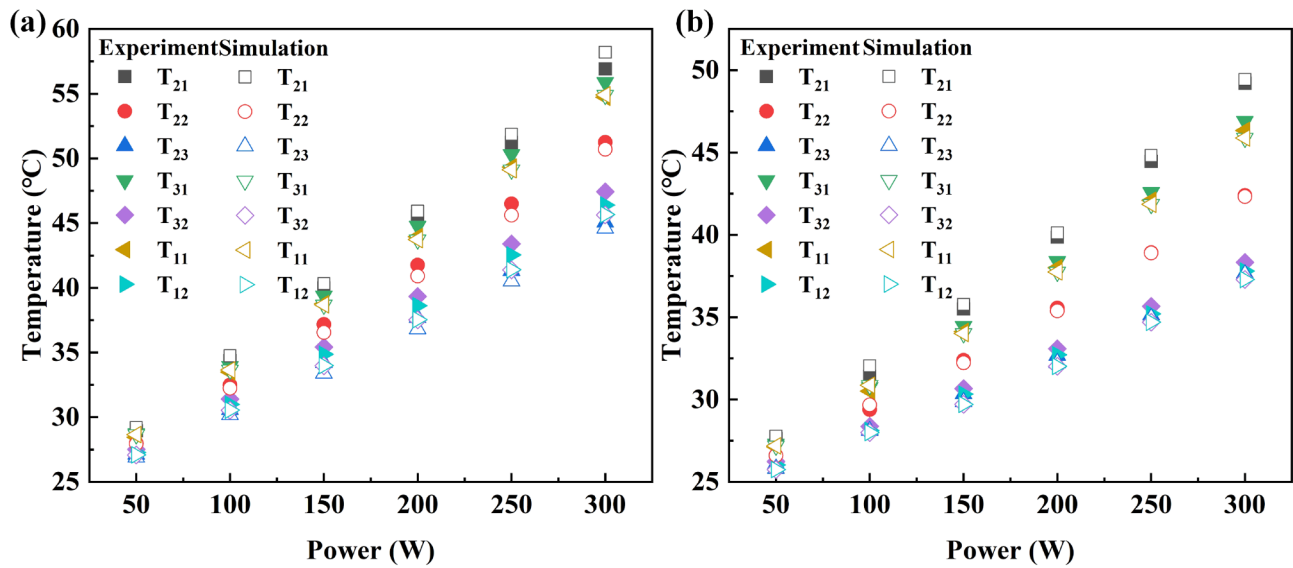 (a)
Experiment Simulation
T21 T21
T22 T22
T23 T23
T31 T31
T32 T32
T11 T11
T12 T12
60
55
50
45
40
35
30
25
Temperature (℃)
50 100 150 200 250 300
Power (W)
(b)
Experiment Simulation
T21 T21
T22 T22
T23 T23
T31 T31
T32 T32
T11 T11
T12 T12
50
45
40
35
30
25
Temperature (℃)
50 100 150 200 250 300
Power (W)